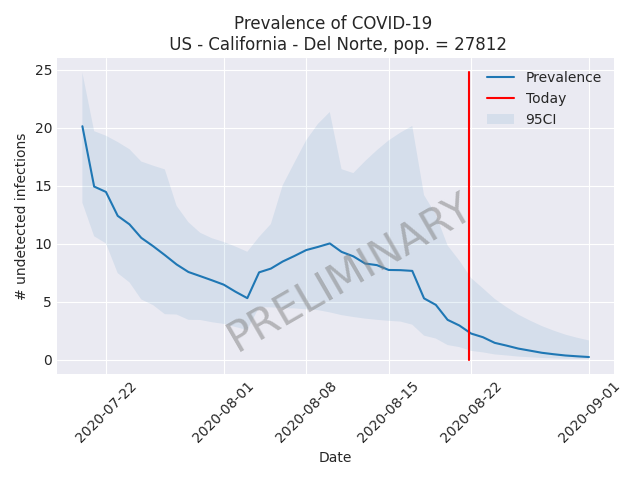 Prevalence of COVID-19
US - California - Del Norte, pop. = 27812
# undetected infections
25
20
15
10
5
0
Prevalence
Today
95CI
PRELIMINARY
2020-07-22
2020-08-01
2020-08-08
2020-08-15
2020-08-22
2020-09-01
Date